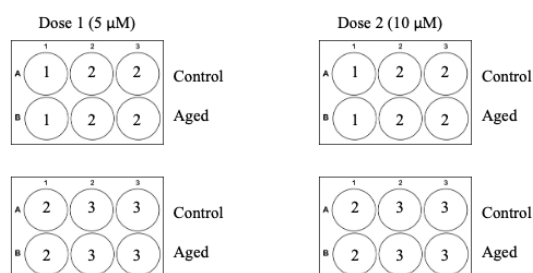 Dose 1 (5 μM) Dose 2 (10 μM)
1 2 3 1 2 3
A 1 2 2 Control A 1 2 2 Control
B 1 2 2 Aged B 1 2 2 Aged
1 2 3 1 2 3
A 2 3 3 Control A 2 3 3 Control
B 2 3 3 Aged B 2 3 3 Aged